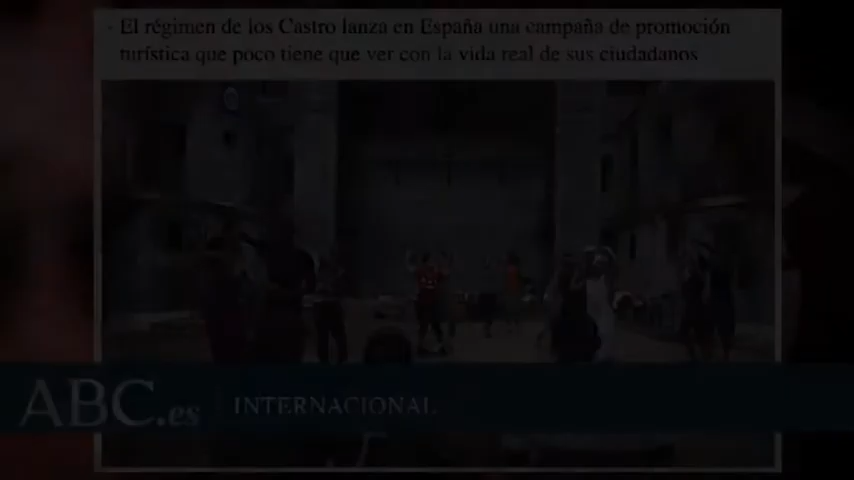 - El régimen de los Castro lanza en España una campaña de promoción
turística que poco tiene que ver con la vida real de sus ciudadanos
ABC.es INTERNACIONAL